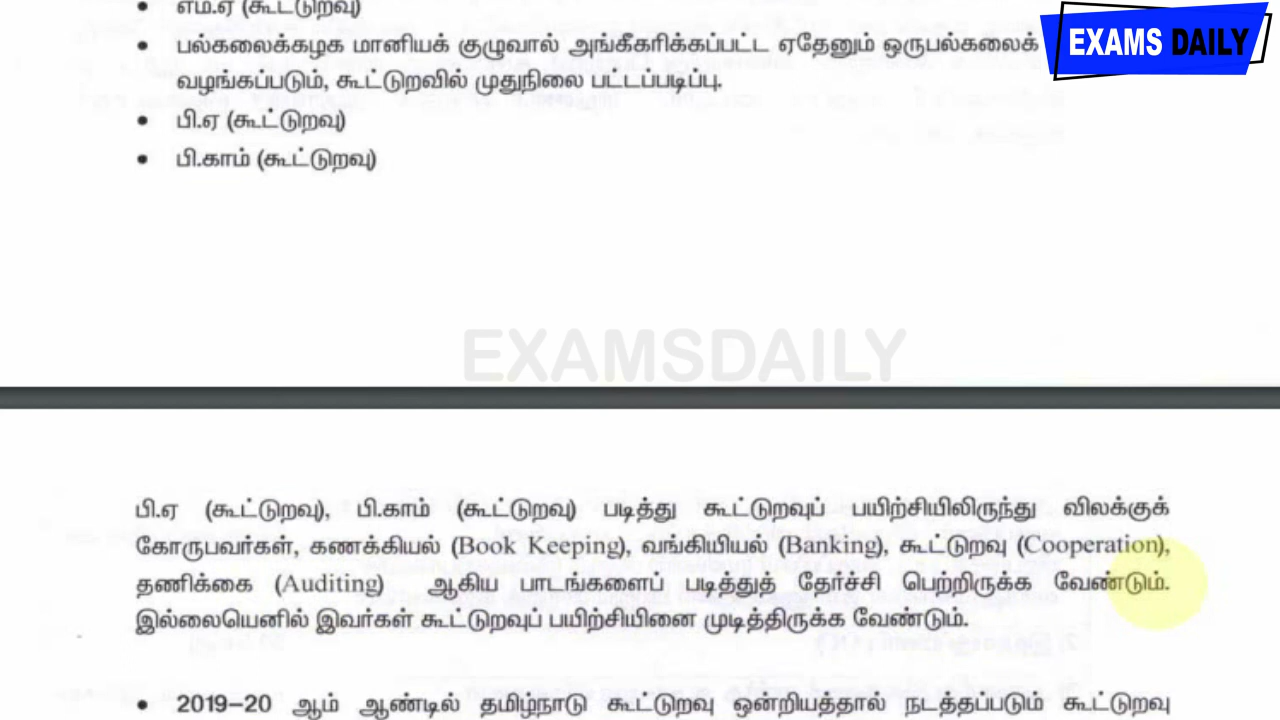 எம்.ஏ (கூட்டுறவு)
EXAMS DAILY
• பல்கலைக்கழக மானியக் குழுவால் அங்கீகரிக்கப்பட்ட ஏதேனும் ஒருபல்கலைக்
வழங்கப்படும், கூட்டுறவில் முதுநிலை பட்டப்படிப்பு.
• பி.ஏ (கூட்டுறவு)
• பி.காம் (கூட்டுறவு)
EXAMSDAILY
பி.ஏ (கூட்டுறவு), பி.காம் (கூட்டுறவு) படித்து கூட்டுறவுப் பயிற்சியிலிருந்து விலக்குக்
கோருபவர்கள், கணக்கியல் (Book Keeping), வங்கியியல் (Banking), கூட்டுறவு (Cooperation),
தணிக்கை (Auditing) ஆகிய பாடங்களைப் படித்துத் தேர்ச்சி பெற்றிருக்க வேண்டும்.
இல்லையெனில் இவர்கள் கூட்டுறவுப் பயிற்சியினை முடித்திருக்க வேண்டும்.
• 2019–20 ஆம் ஆண்டில் தமிழ்நாடு கூட்டுறவு ஒன்றியத்தால் நடத்தப்படும் கூட்டுறவு